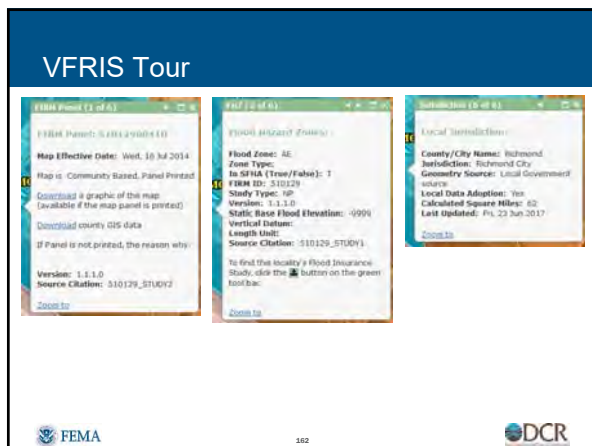 VFRIS Tour
FIRM Panel (1 of 6)
FIRM Panel:
Map Effective Date: Wed, 16 Jul 2014
Map is Community Based, Panel Printed
Download a graphic of the map
(available if the map panel is printed)
Download county GIS data
If Panel is not printed, the reason why:
Version: 1.1.1.0
Source Citation: 510129_STUDY2
Zoom to
(2 of 6)
Flood Hazard Zones:
Flood Zone: AE
Zone Type:
In SFHA (True/False): T
FIRM ID: 510129
Study Type: NP
Version: 1.1.1.0
Static Base Flood Elevation: -9999
Vertical Datum:
Length Unit:
Source Citation: 510129_STUDY1
To find this locality's Flood Insurance
Study, click the button on the green
tool bar.
Zoom to
Jurisdiction (6 of 6)
Local Jurisdiction:
County/City Name: Richmond
Jurisdiction: Richmond City
Geometry Source: Local Government
source
Local Data Adoption: Yes
Calculated Square Miles: 62
Last Updated: Fri, 23 Jun 2017
Zoom to
FEMA
162
DCR